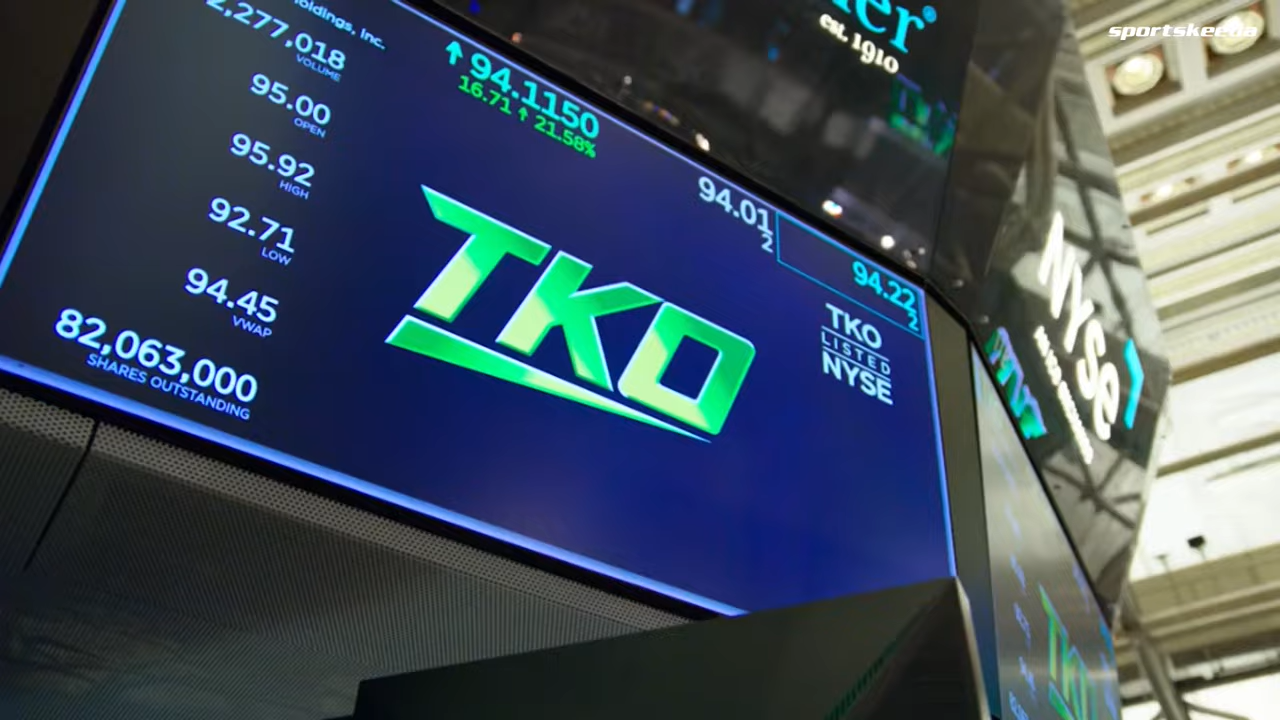 Holdings, Inc.
2,277,018
VOLUME
95.00
OPEN
95.92
HIGH
92.71
LOW
94.45
VWAP
82,063,000
SHARES OUTSTANDING
↑ 94.1150
16.71 ↑ 21.58%
94.01
2
94.22
2
TKO
TKO
LISTED
NYSE
est. 1910
sportskeeda
NYSE
TKO